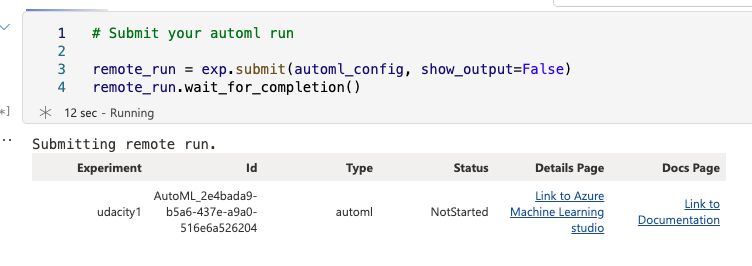 1 # Submit your automl run
2
3 remote_run = exp.submit(automl_config, show_output=False)
4 remote_run.wait_for_completion()
*]
12 sec - Running
Submitting remote run.
Experiment Id Type Status Details Page Docs Page
udacity1 AutoML_2e4bada9-b5a6-437e-a9a0-516e6a526204 automl NotStarted Link to Azure Machine Learning studio Link to Documentation